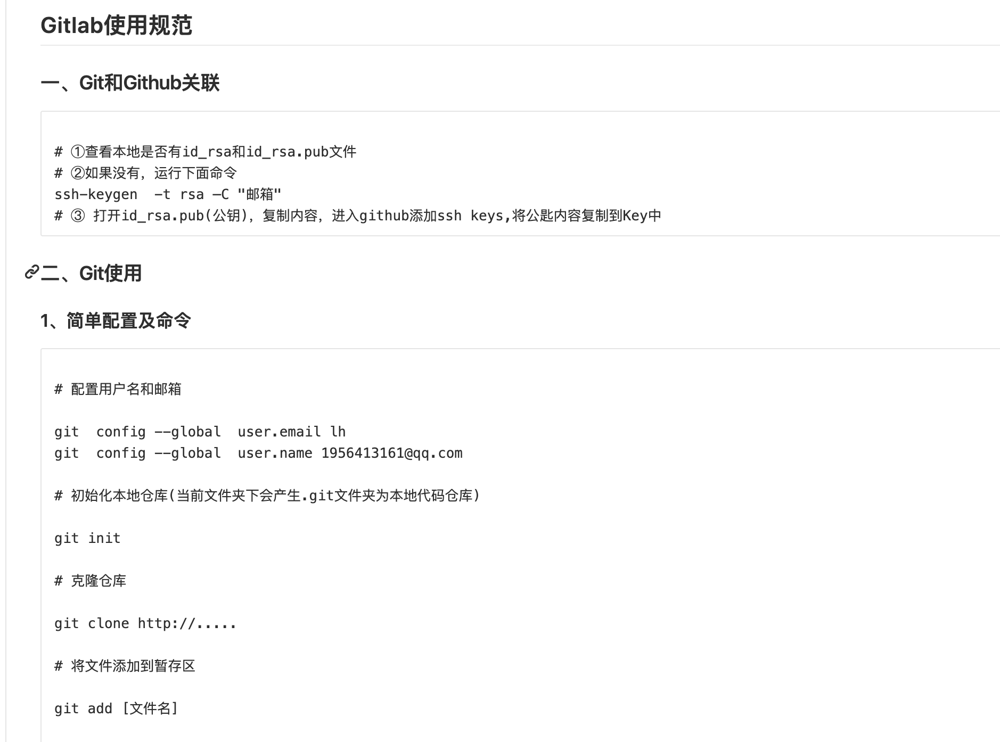 Gitlab使用规范
一、Git和Github关联
# ①查看本地是否有id_rsa和id_rsa.pub文件
# ②如果没有，运行下面命令
ssh-keygen  -t rsa –C "邮箱"
# ③ 打开id_rsa.pub(公钥)，复制内容，进入github添加ssh keys,将公匙内容复制到Key中
二、Git使用
1、简单配置及命令
# 配置用户名和邮箱
git  config --global  user.email lh
git  config --global  user.name 1956413161@qq.com
# 初始化本地仓库(当前文件夹下会产生.git文件夹为本地代码仓库)
git init
# 克隆仓库
git clone http://.....
# 将文件添加到暂存区
git add [文件名]